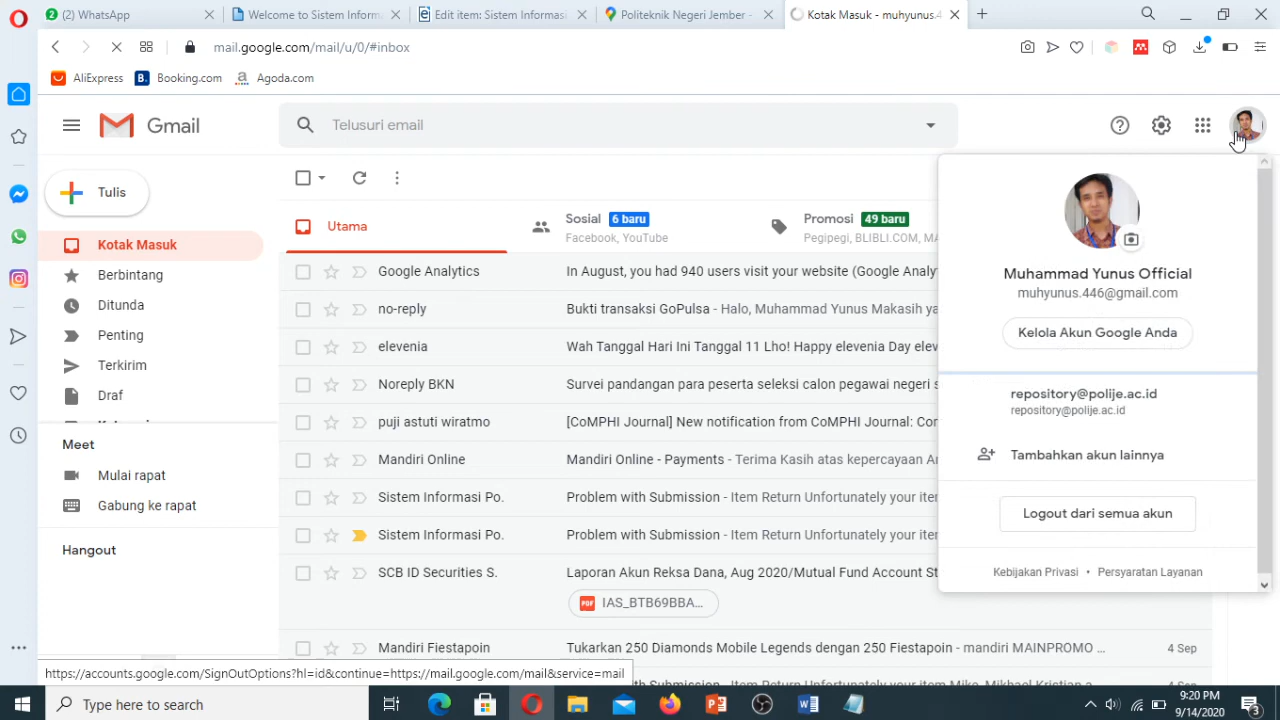 (2) WhatsApp
Welcome to Sistem Informas
Edit item: Sistem Informasi
Politeknik Negeri Jember -
Kotak Masuk - muhyunus.4
mail.google.com/mail/u/0/#inbox
AliExpress
B. Booking.com
a Agoda.com
Gmail
Telusuri email
Tulis
Kotak Masuk
Berbintang
Ditunda
Penting
Terkirim
Draf
Meet
Mulai rapat
Gabung ke rapat
Hangout
Utama
Sosial 6 baru
Facebook, YouTube
Promosi 49 baru
Pegipegi, BLIBLI.COM, MA
Google Analytics In August, you had 940 users visit your website (Google Analy
no-reply Bukti transaksi GoPulsa - Halo, Muhammad Yunus Makasih ya
elevenia Wah Tanggal Hari Ini Tanggal 11 Lho! Happy elevenia Day elev
Noreply BKN Survei pandangan para peserta seleksi calon pegawai negeri s
puji astuti wiratmo [CoMPHI Journal] New notification from CoMPHI Journal: Cor
Mandiri Online Mandiri Online - Payments - Terima Kasih atas kepercayaan An
Sistem Informasi Po. Problem with Submission - Item Return Unfortunately your iter
Sistem Informasi Po. Problem with Submission - Item Return Unfortunately your iter
SCB ID Securities S. Laporan Akun Reksa Dana, Aug 2020/Mutual Fund Account St
PDF IAS_BTB69BBA...
Mandiri Fiestapoin Tukarkan 250 Diamonds Mobile Legends dengan 250 Fiestapoin - mandiri MAINPROMO ... 4 Sep
Muhammad Yunus Official
muhyunus.446@gmail.com
Kelola Akun Google Anda
repository@polije.ac.id
repository@polije.ac.id
Tambahkan akun lainnya
Logout dari semua akun
Kebijakan Privasi • Persyaratan Layanan
https://accounts.google.com/SignOutOptions?hl=id&continue=https://mail.google.com/mail&service=mail
Type here to search
9:20 PM
9/14/2020
3